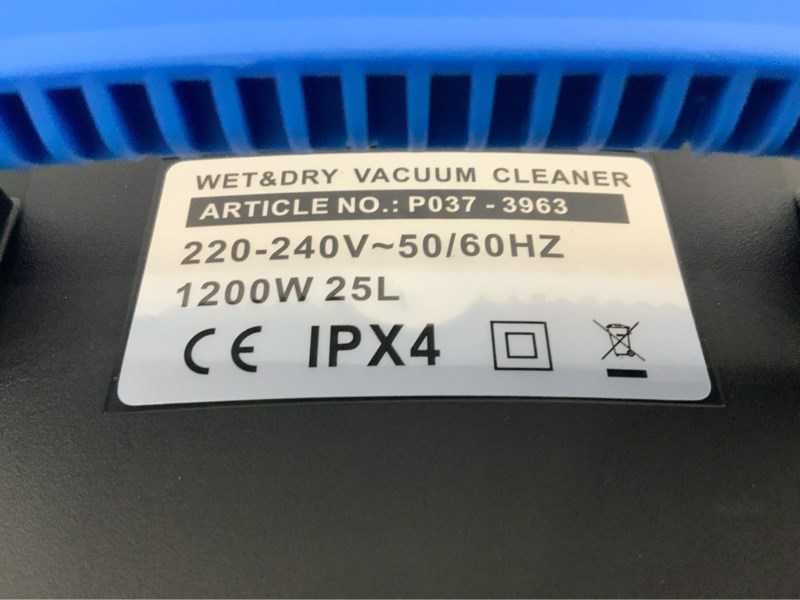 WET&DRY VACUUM CLEANER
ARTICLE NO.: P037 - 3963
220-240V~50/60HZ
1200W 25L
CE IPX4